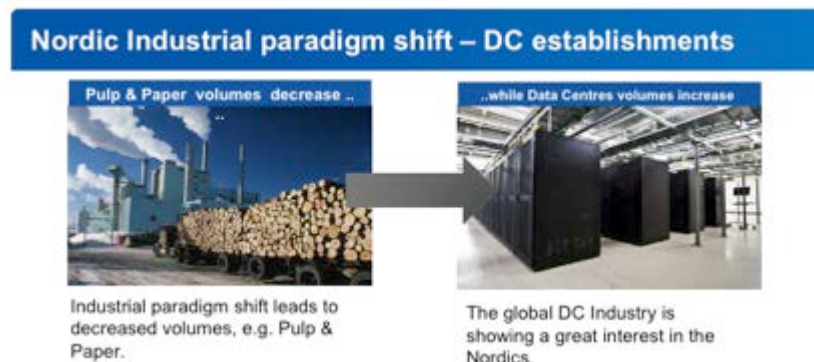 Nordic Industrial paradigm shift – DC establishments
Pulp & Paper volumes decrease ..
..
..while Data Centres volumes increase
Industrial paradigm shift leads to
decreased volumes, e.g. Pulp &
Paper.
The global DC Industry is
showing a great interest in the
Nordics.